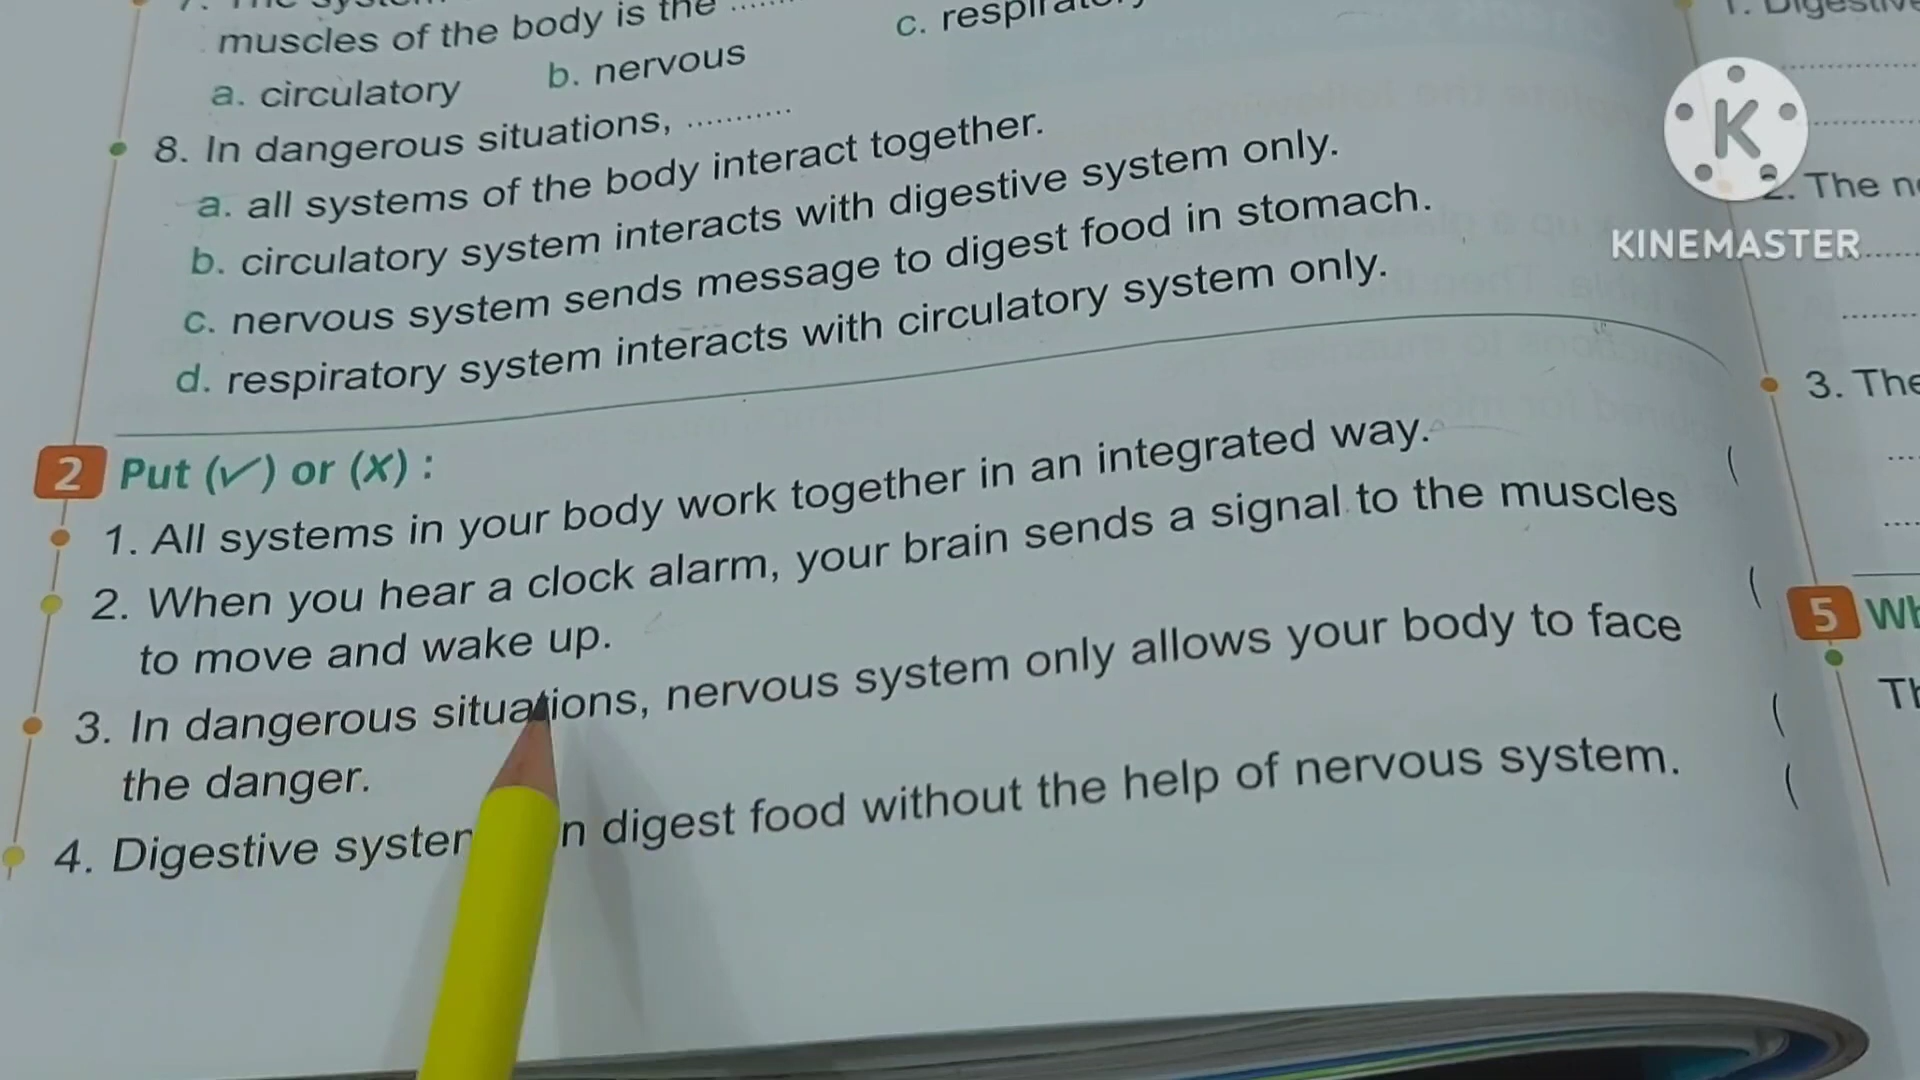 muscles of the body is the ..........
a. circulatory b. nervous c.
8. In dangerous situations, ..........
a. all systems of the body interact together.
b. circulatory system interacts with digestive system only.
c. nervous system sends message to digest food in stomach.
d. respiratory system interacts with circulatory system only.
2 Put (✓) or (x) :
1. All systems in your body work together in an integrated way. (
2. When you hear a clock alarm, your brain sends a signal to the muscles
to move and wake up. (
3. In dangerous situations, nervous system only allows your body to face
the danger. (
4. Digestive digest food without the help of nervous system. (
K
KINEMASTER
2. The
3. The
5